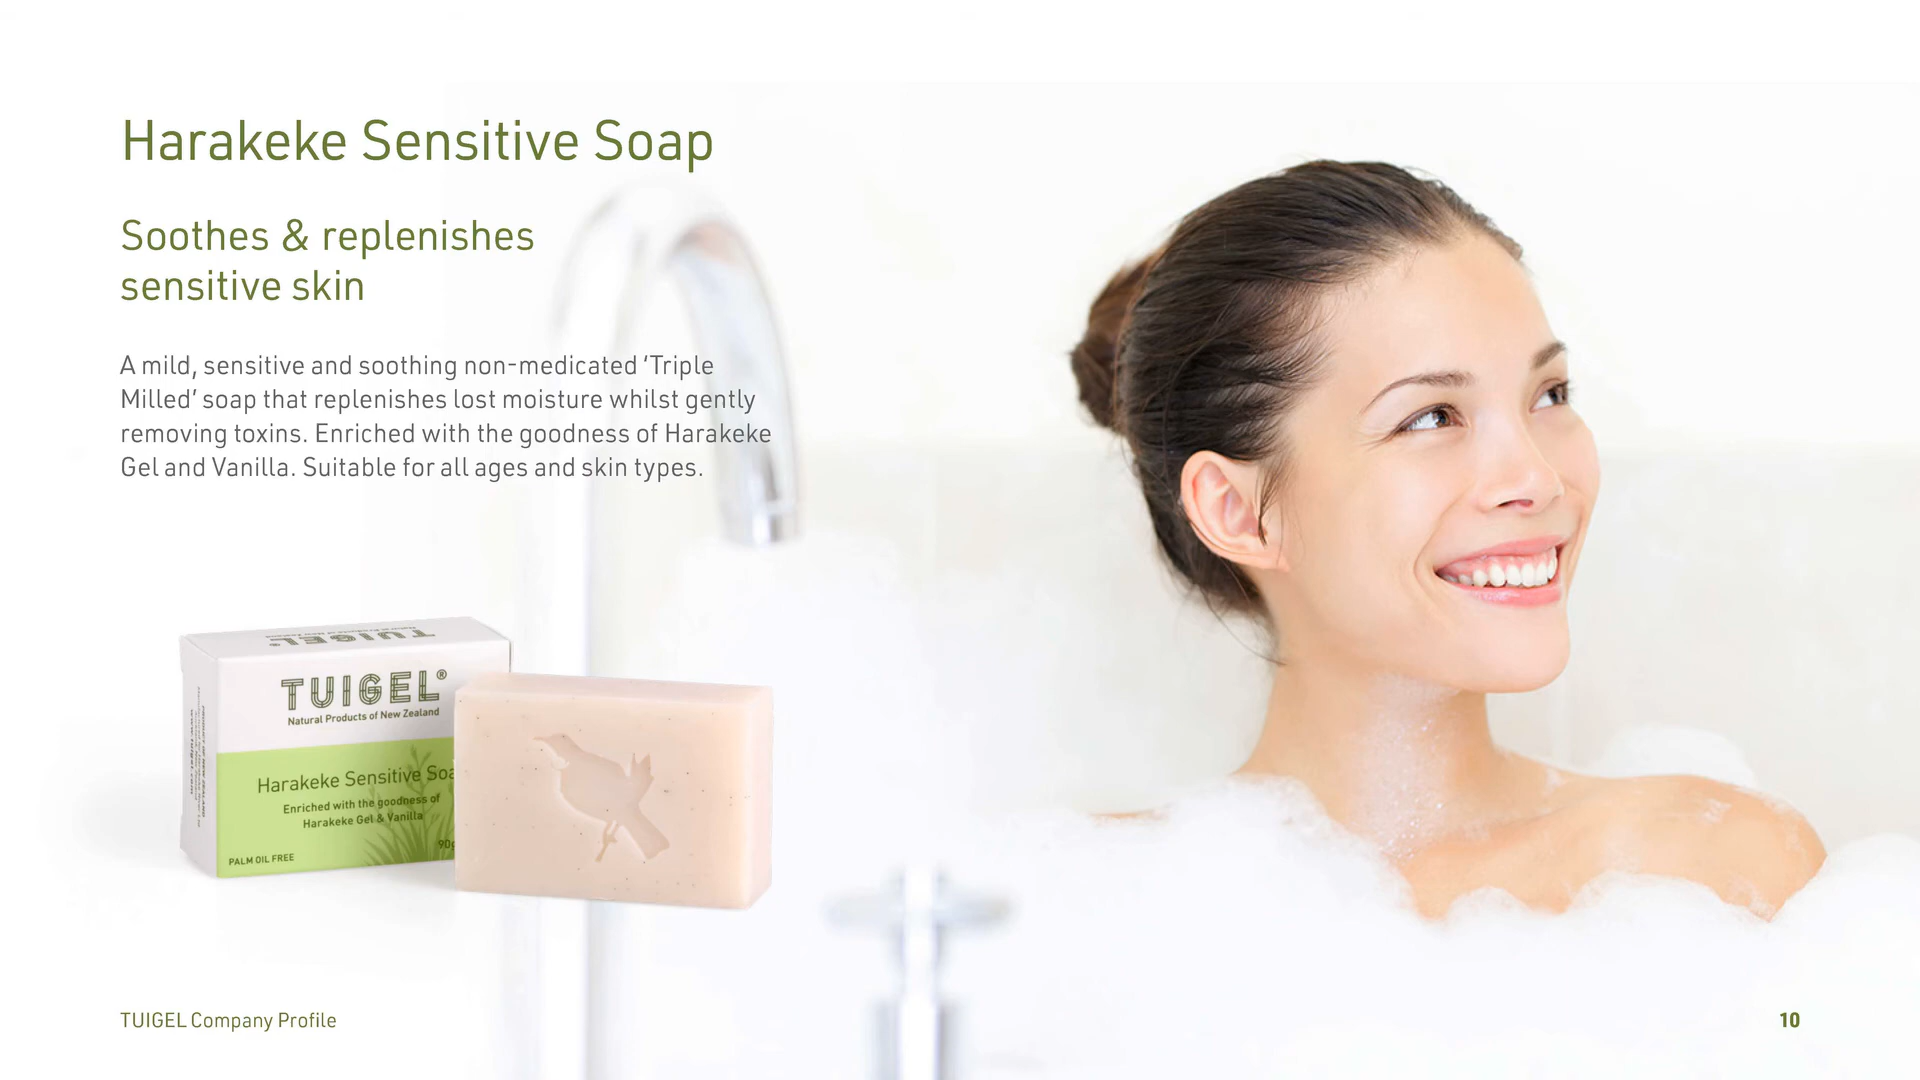 Harakeke Sensitive Soap
Soothes & replenishes
sensitive skin
A mild, sensitive and soothing non-medicated ‘Triple
Milled’ soap that replenishes lost moisture whilst gently
removing toxins. Enriched with the goodness of Harakeke
Gel and Vanilla. Suitable for all ages and skin types.
TUIGEL®
TUIGEL®
Natural Products of New Zealand
Harakeke Sensitive Soa
Enriched with the goodness of
Harakeke Gel & Vanilla
90g
PALM OIL FREE
TUIGEL Company Profile
10